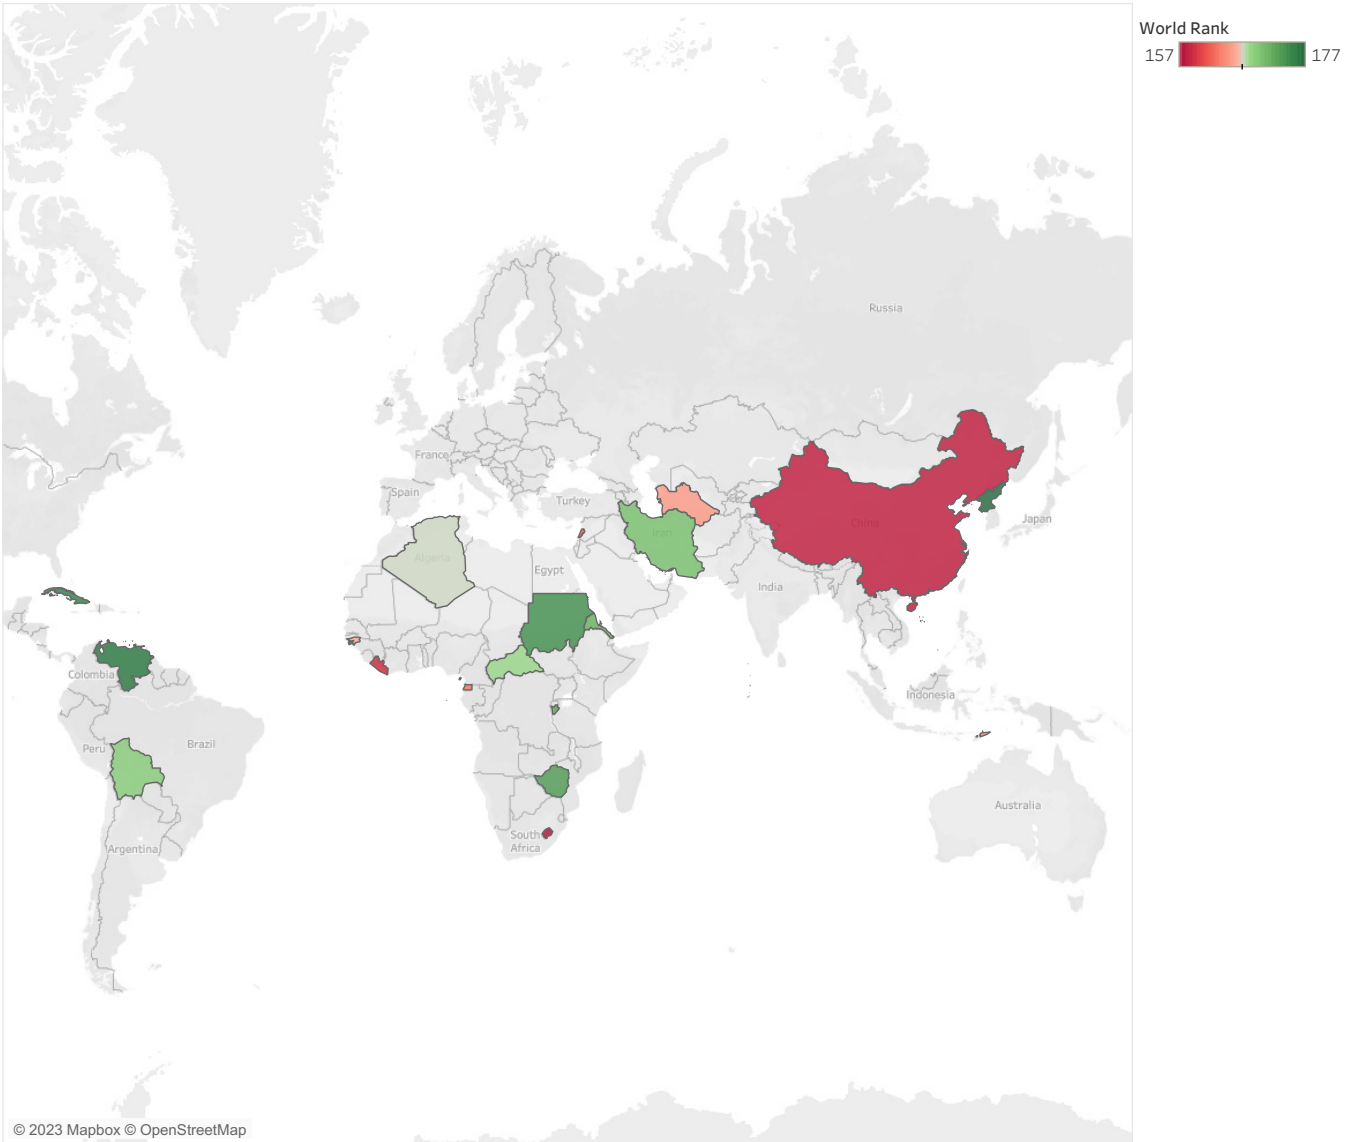 World Rank
157
177
Russia
France
Spain
Turkey
Iran
China
Japan
Algeria
Egypt
India
Colombia
Indonesia
Peru
Brazil
Australia
South
Africa
Argentina
© 2023 Mapbox © OpenStreetMap